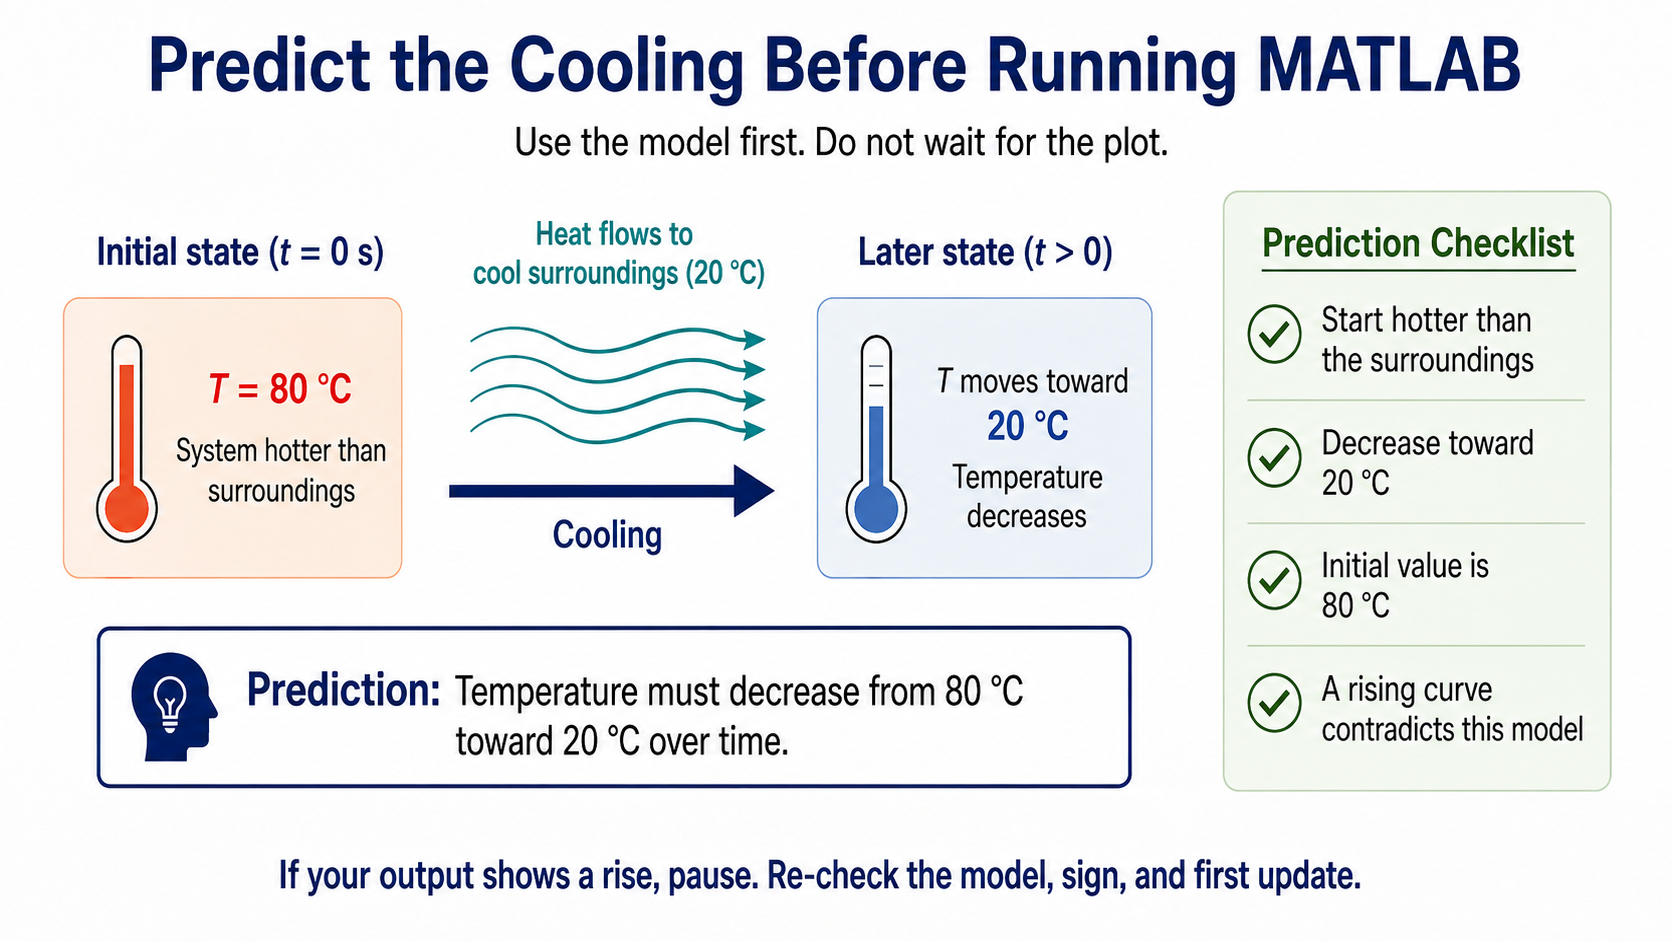 Predict the Cooling Before Running MATLAB
Use the model first. Do not wait for the plot.
Initial state (t = 0 s)
T = 80 °C
System hotter than
surroundings
Heat flows to
cool surroundings (20 °C)
Cooling
Later state (t > 0)
T moves toward
20 °C
Temperature
decreases
Prediction: Temperature must decrease from 80 °C
toward 20 °C over time.
Prediction Checklist
Start hotter than
the surroundings
Decrease toward
20 °C
Initial value is
80 °C
A rising curve
contradicts this model
If your output shows a rise, pause. Re-check the model, sign, and first update.